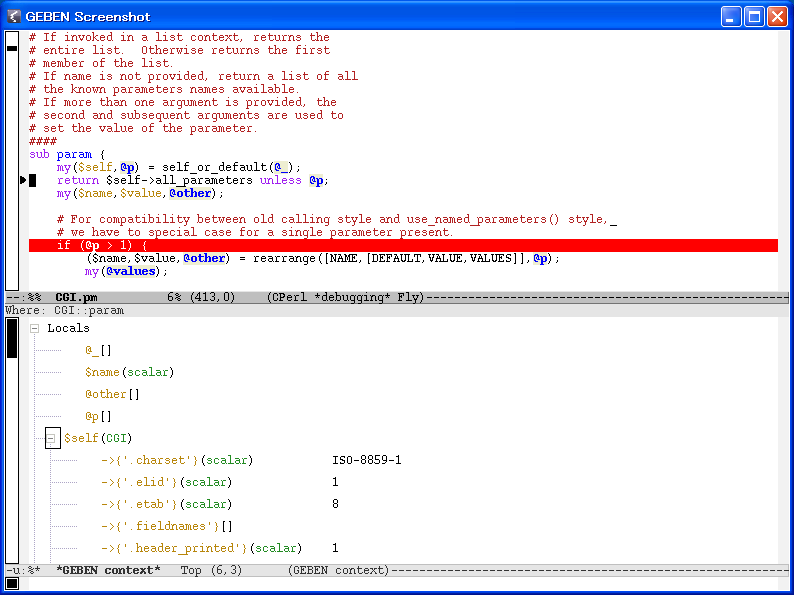 GEBEN Screenshot
# If invoked in a list context, returns the
# entire list.  Otherwise returns the first
# member of the list.
# If name is not provided, return a list of all
# the known parameters names available.
# If more than one argument is provided, the
# second and subsequent arguments are used to
# set the value of the parameter.
####
sub param {
    my($self,@p) = self_or_default(@_);
    return $self->all_parameters unless @p;
    my($name,$value,@other);
    # For compatibility between old calling style and use_named_parameters() style,
    # we have to special case for a single parameter present.
    if (@p > 1) {
        ($name,$value,@other) = rearrange([NAME,[DEFAULT,VALUE,VALUES]],@p);
        my(@values);
--:%%  CGI.pm          6% (413,0)     (CPerl *debugging* Fly)----------------------------------------------------
Where: CGI::param
Locals
@_[]
$name(scalar)
@other[]
@p[]
$self(CGI)
->{'.charset'}(scalar)           ISO-8859-1
->{'.elid'}(scalar)              1
->{'.etab'}(scalar)              8
->{'.fieldnames'}[]
->{'.header_printed'}(scalar)    1
-u:%*  *GEBEN context*   Top (6,3)      (GEBEN context)---------------------------------------------------------